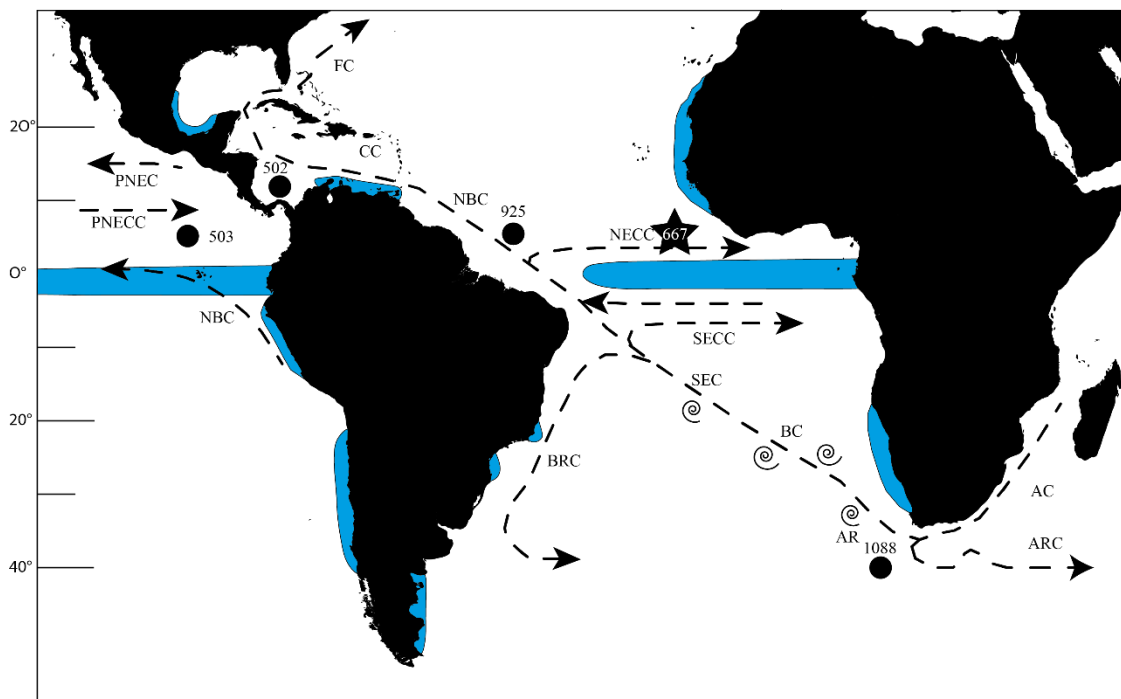 FC
20°
CC
502
PNEC
NBC
925
PNECC
503
NECC
667
0°
NBC
SECC
SEC
20°
BC
BRC
AC
AR
1088
ARC
40°